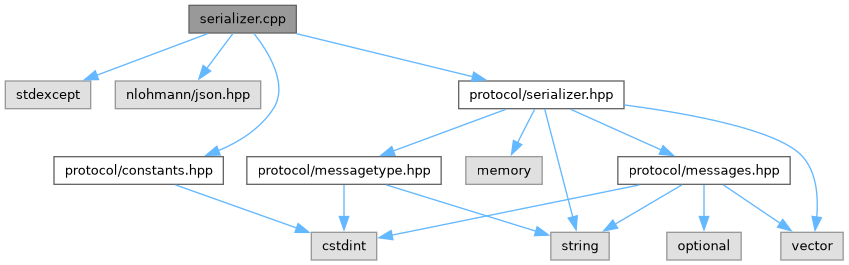 serializer.cpp
stdexcept
nlohmann/json.hpp
protocol/serializer.hpp
protocol/constants.hpp
protocol/messagetype.hpp
memory
protocol/messages.hpp
cstdint
string
optional
vector